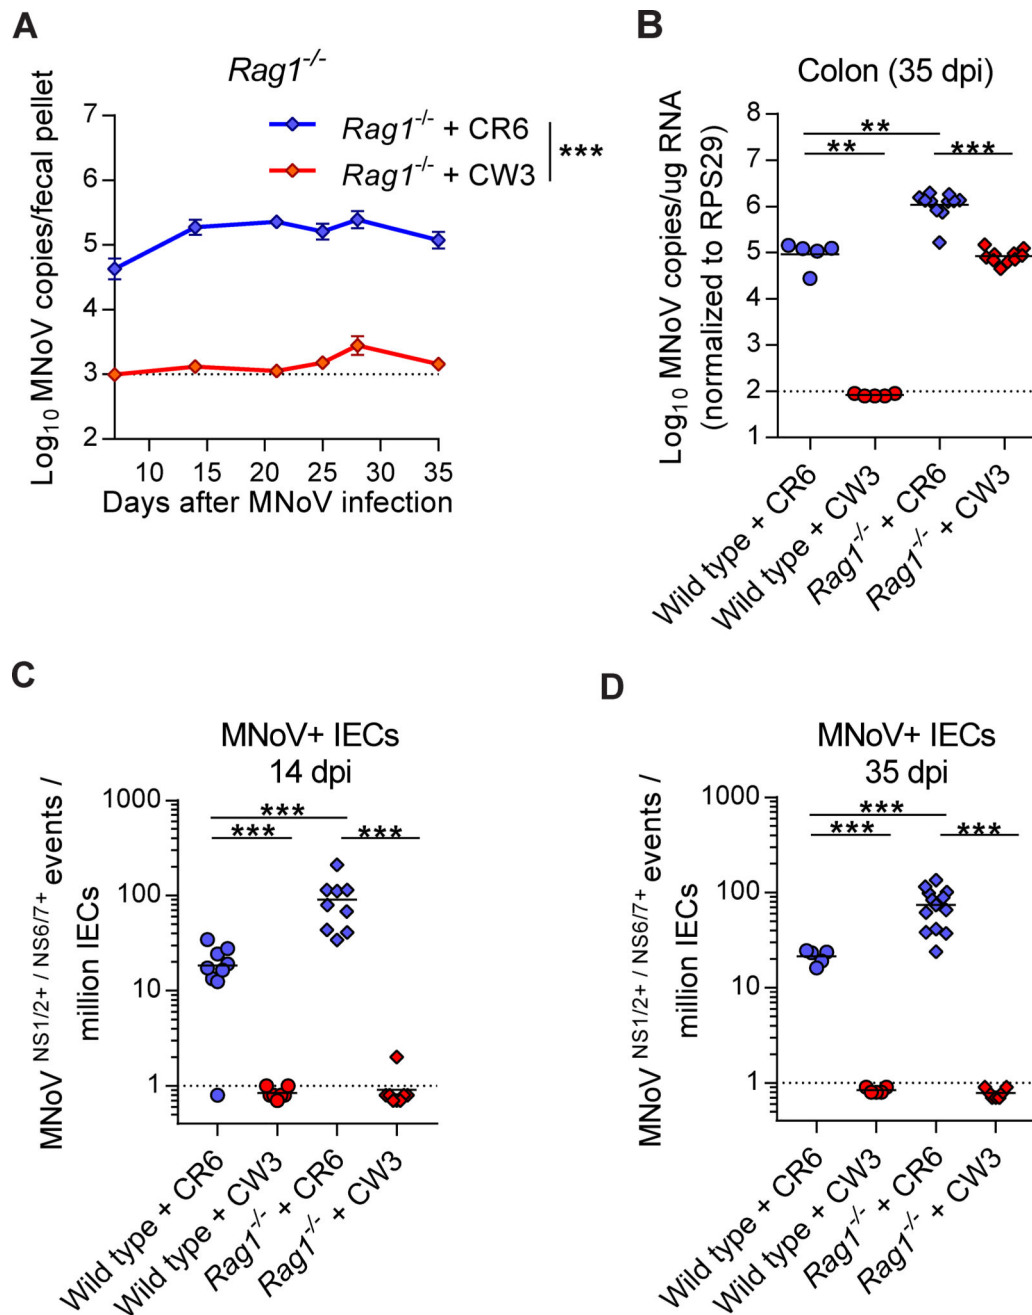 A
Rag1-/-
Log10 MNoV copies/fecal pellet
7
6
5
4
3
2
Rag1-/- + CR6
Rag1-/- + CW3
***
10 15 20 25 30 35
Days after MNoV infection
B
Colon (35 dpi)
Log10 MNoV copies/ug RNA
(normalized to RPS29)
8
7
6
5
4
3
2
1
**
** ***
Wild type + CR6
Wild type + CW3
Rag1-/- + CR6
Rag1-/- + CW3
C
MNoV+ IECs
14 dpi
MNoV NS1/2+ / NS6/7+ events /
million IECs
1000
100
10
1
***
*** ***
Wild type + CR6
Wild type + CW3
Rag1-/- + CR6
Rag1-/- + CW3
D
MNoV+ IECs
35 dpi
MNoV NS1/2+ / NS6/7+ events /
million IECs
1000
100
10
1
***
*** ***
Wild type + CR6
Wild type + CW3
Rag1-/- + CR6
Rag1-/- + CW3